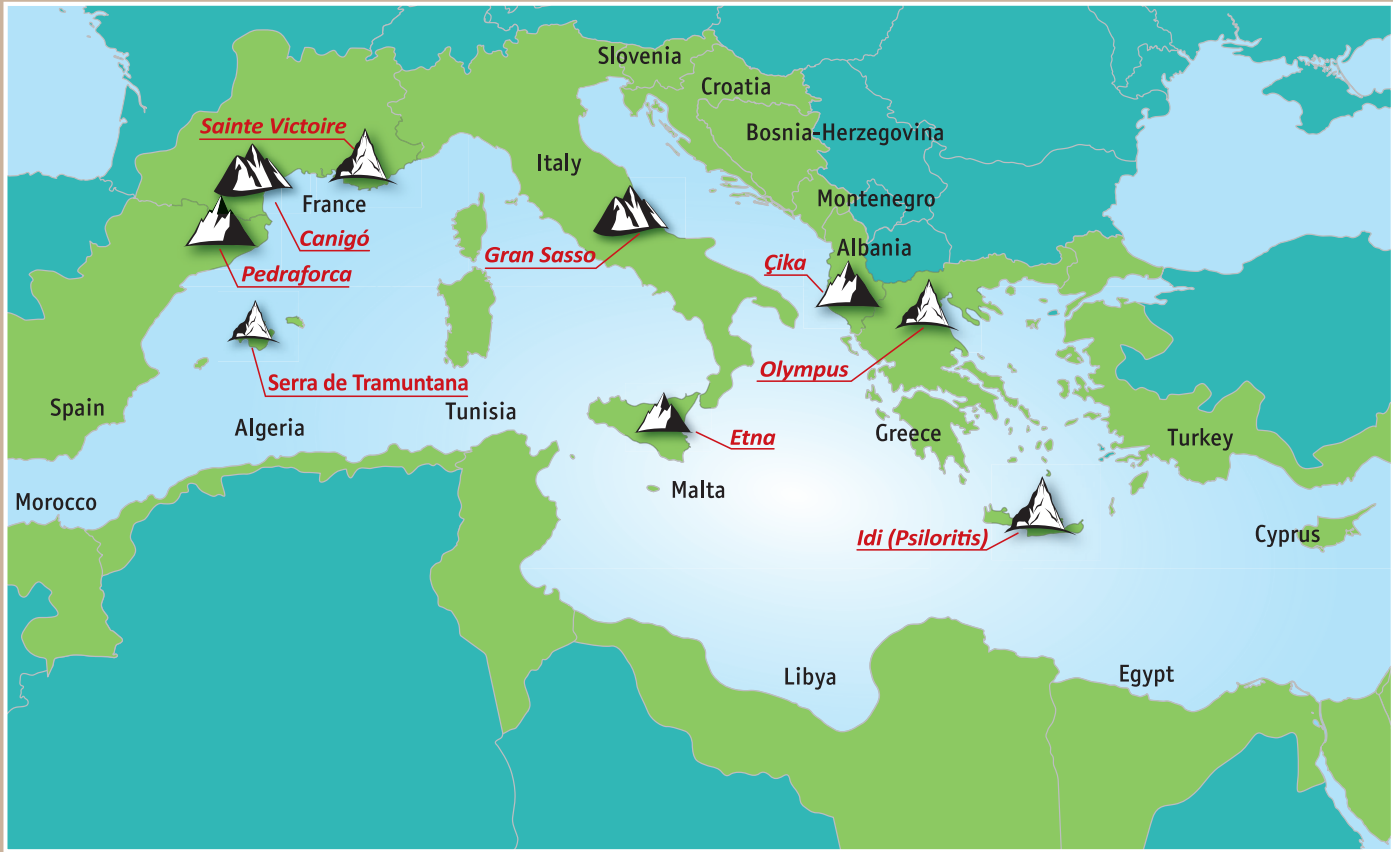 Slovenia
Croatia
Sainte Victoire
Bosnia-Herzegovina
Italy
Montenegro
France
Canigó
Albania
Gran Sasso
Çika
Pedraforca
Olympus
Serra de Tramuntana
Spain
Tunisia
Algeria
Etna
Greece
Turkey
Malta
Morocco
Cyprus
Idi (Psiloritis)
Libya
Egypt